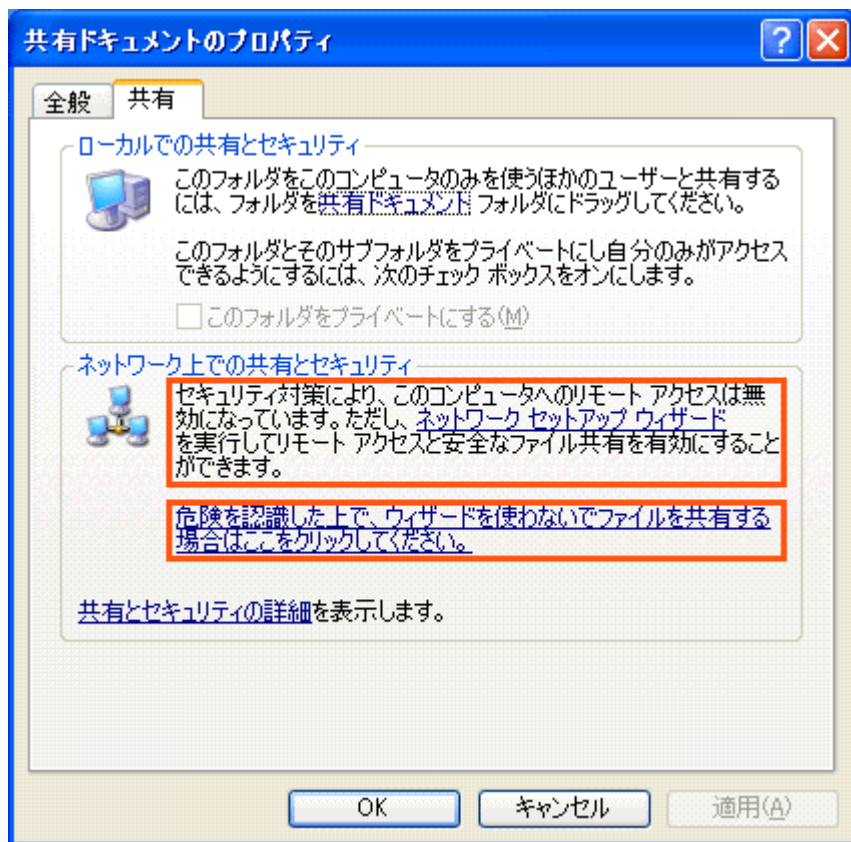 共有ドキュメントのプロパティ
全般
共有
ローカルでの共有とセキュリティ
このフォルダをこのコンピュータのみを使うほかのユーザーと共有する
には、フォルダを共有ドキュメント フォルダにドラッグしてください。
このフォルダとそのサブフォルダをプライベートにし自分のみがアクセス
できるようにするには、次のチェック ボックスをオンにします。
このフォルダをプライベートにする(M)
ネットワーク上での共有とセキュリティ
セキュリティ対策により、このコンピュータへのリモート アクセスは無
効になっています。ただし、ネットワーク セットアップ ウィザード
を実行してリモート アクセスと安全なファイル共有を有効にすること
ができます。
危険を認識した上で、ウィザードを使わないでファイルを共有する
場合はここをクリックしてください。
共有とセキュリティの詳細を表示します。
OK
キャンセル
適用(A)